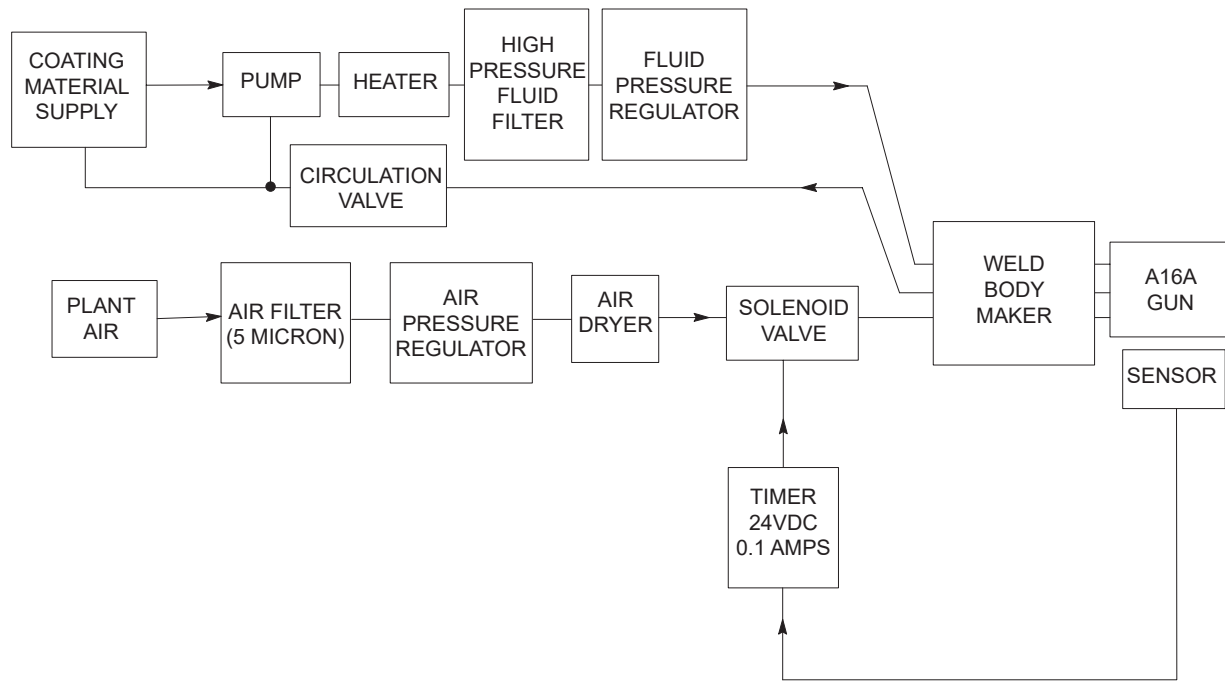 COATING
MATERIAL
SUPPLY
PUMP
HEATER
HIGH
PRESSURE
FLUID
FILTER
FLUID
PRESSURE
REGULATOR
CIRCULATION
VALVE
PLANT
AIR
AIR FILTER
(5 MICRON)
AIR
PRESSURE
REGULATOR
AIR
DRYER
SOLENOID
VALVE
WELD
BODY
MAKER
A16A
GUN
SENSOR
TIMER
24VDC
0.1 AMPS